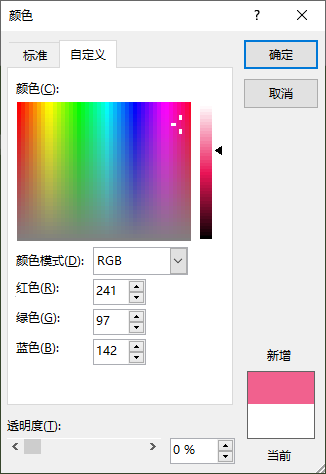 颜色
?
标准
自定义
确定
取消
颜色(C):
颜色模式(D):
RGB
红色(R):
241
绿色(G):
97
蓝色(B):
142
新增
当前
透明度(T):
0 %